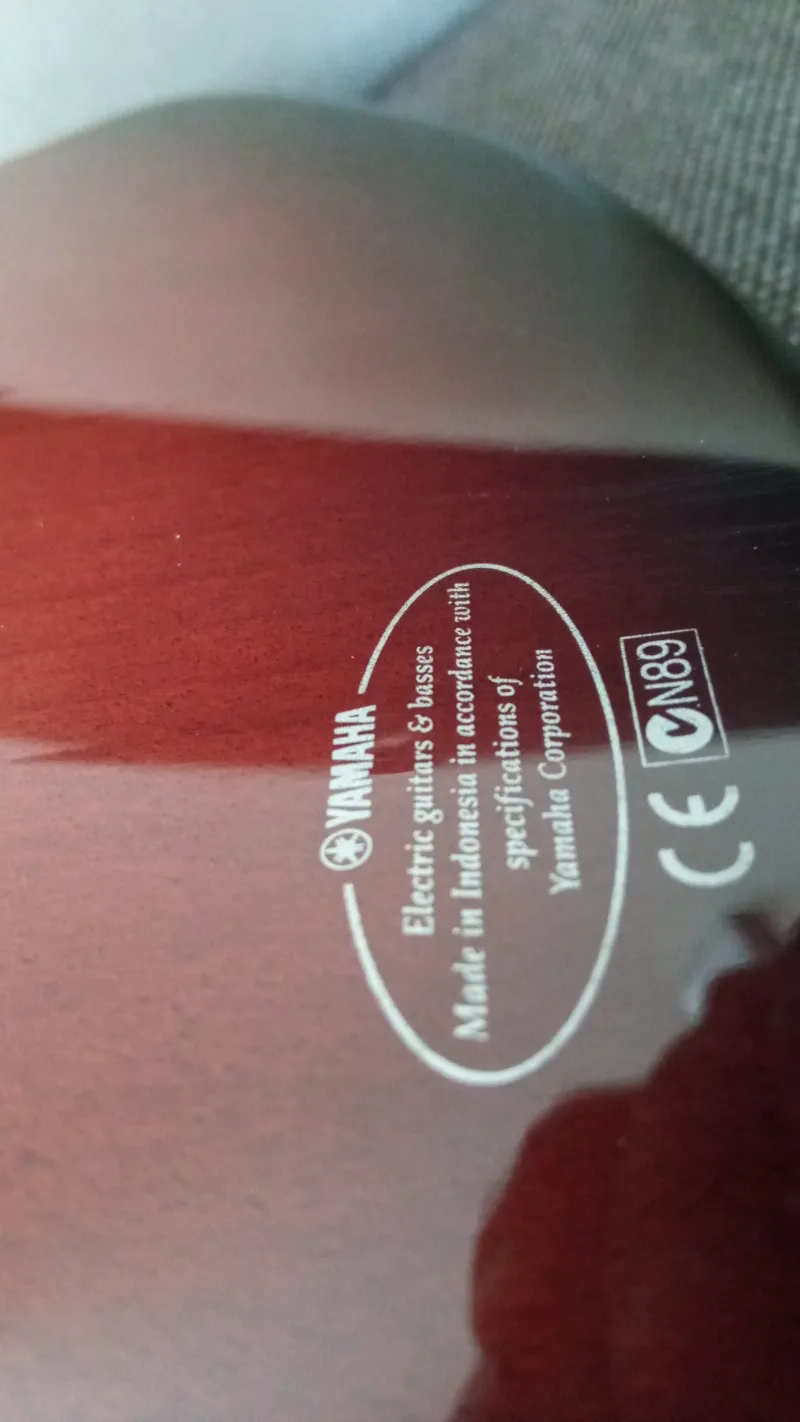 YAMAHA
Electric guitars & basses
Made in Indonesia in accordance with
specifications of
Yamaha Corporation
CE N89